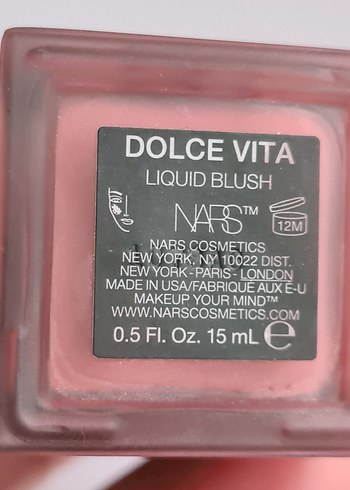 DOLCE VITA
LIQUID BLUSH
NARS™
12M
NARS COSMETICS
NEW YORK, NY 10022 DIST.
NEW YORK-PARIS-LONDON
MADE IN USA/FABRIQUÉ AUX É-U
MAKEUP YOUR MIND™
WWW.NARSCOSMETICS.COM
0.5 Fl. Oz. 15 mL ℮